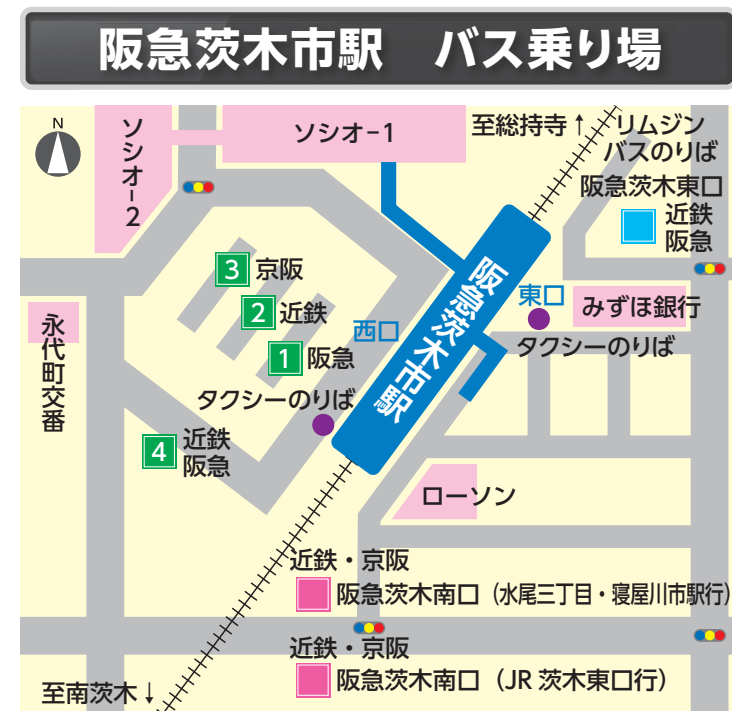 阪急茨木市駅　バス乗り場
N
ソシオ-2
ソシオ-1
至総持寺↑
リムジン
バスのりば
阪急茨木東口
近鉄
阪急
3 京阪
2 近鉄
1 阪急
西口
東口
阪急茨木市駅
みずほ銀行
タクシーのりば
永代町交番
タクシーのりば
4 近鉄
阪急
ローソン
近鉄・京阪
阪急茨木南口（水尾三丁目・寝屋川市駅行）
近鉄・京阪
阪急茨木南口（JR 茨木東口行）
至南茨木↓